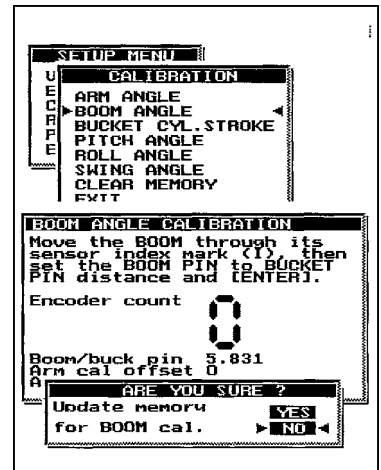 SETUP MENU
U
E
C
R
P
E
CALIBRATION
ARM ANGLE
►BOOM ANGLE ◄
BUCKET CYL.STROKE
PITCH ANGLE
ROLL ANGLE
SWING ANGLE
CLEAR MEMORY
EXIT
BOOM ANGLE CALIBRATION
Move the BOOM through its
sensor index mark (I), then
set the BOOM PIN to BUCKET
PIN distance and [ENTER].
Encoder count 0
Boom/buck pin 5.831
Arm cal offset 0
A
ARE YOU SURE ?
Update memory YES
for BOOM cal. ►NO◄